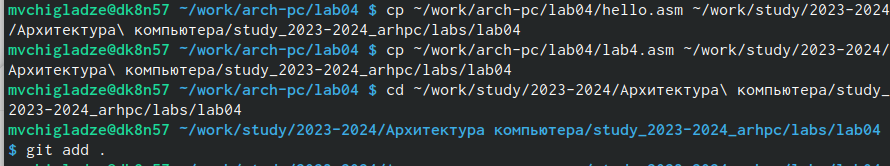 mvchigladze@dk8n57 ~/work/arch-pc/lab04 $ cp ~/work/arch-pc/lab04/hello.asm ~/work/study/2023-2024
/Архитектура\ компьютера/study_2023-2024_arhpc/labs/lab04
mvchigladze@dk8n57 ~/work/arch-pc/lab04 $ cp ~/work/arch-pc/lab04/lab4.asm ~/work/study/2023-2024/
Архитектура\ компьютера/study_2023-2024_arhpc/labs/lab04
mvchigladze@dk8n57 ~/work/arch-pc/lab04 $ cd ~/work/study/2023-2024/Архитектура\ компьютера/study_
2023-2024_arhpc/labs/lab04
mvchigladze@dk8n57 ~/work/study/2023-2024/Архитектура компьютера/study_2023-2024_arhpc/labs/lab04
$ git add .